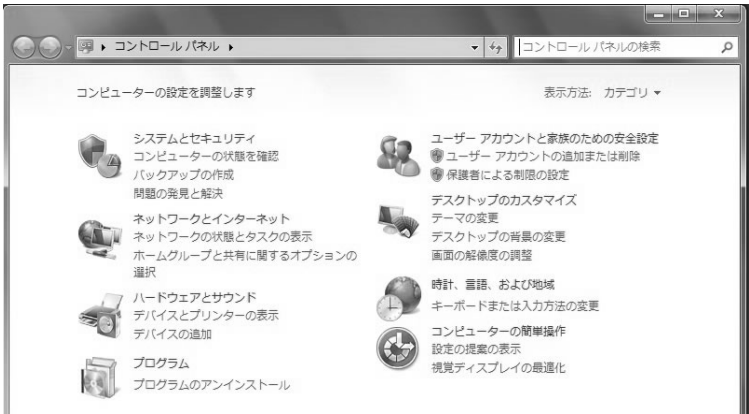 コントロール パネル
コントロール パネルの検索
コンピューターの設定を調整します
表示方法: カテゴリ
システムとセキュリティ
コンピューターの状態を確認
バックアップの作成
問題の発見と解決
ネットワークとインターネット
ネットワークの状態とタスクの表示
ホームグループと共有に関するオプションの
選択
ハードウェアとサウンド
デバイスとプリンターの表示
デバイスの追加
プログラム
プログラムのアンインストール
ユーザー アカウントと家族のための安全設定
ユーザー アカウントの追加または削除
保護者による制限の設定
デスクトップのカスタマイズ
テーマの変更
デスクトップの背景の変更
画面の解像度の調整
時計、言語、および地域
キーボードまたは入力方法の変更
コンピューターの簡単操作
設定の提案の表示
視覚ディスプレイの最適化